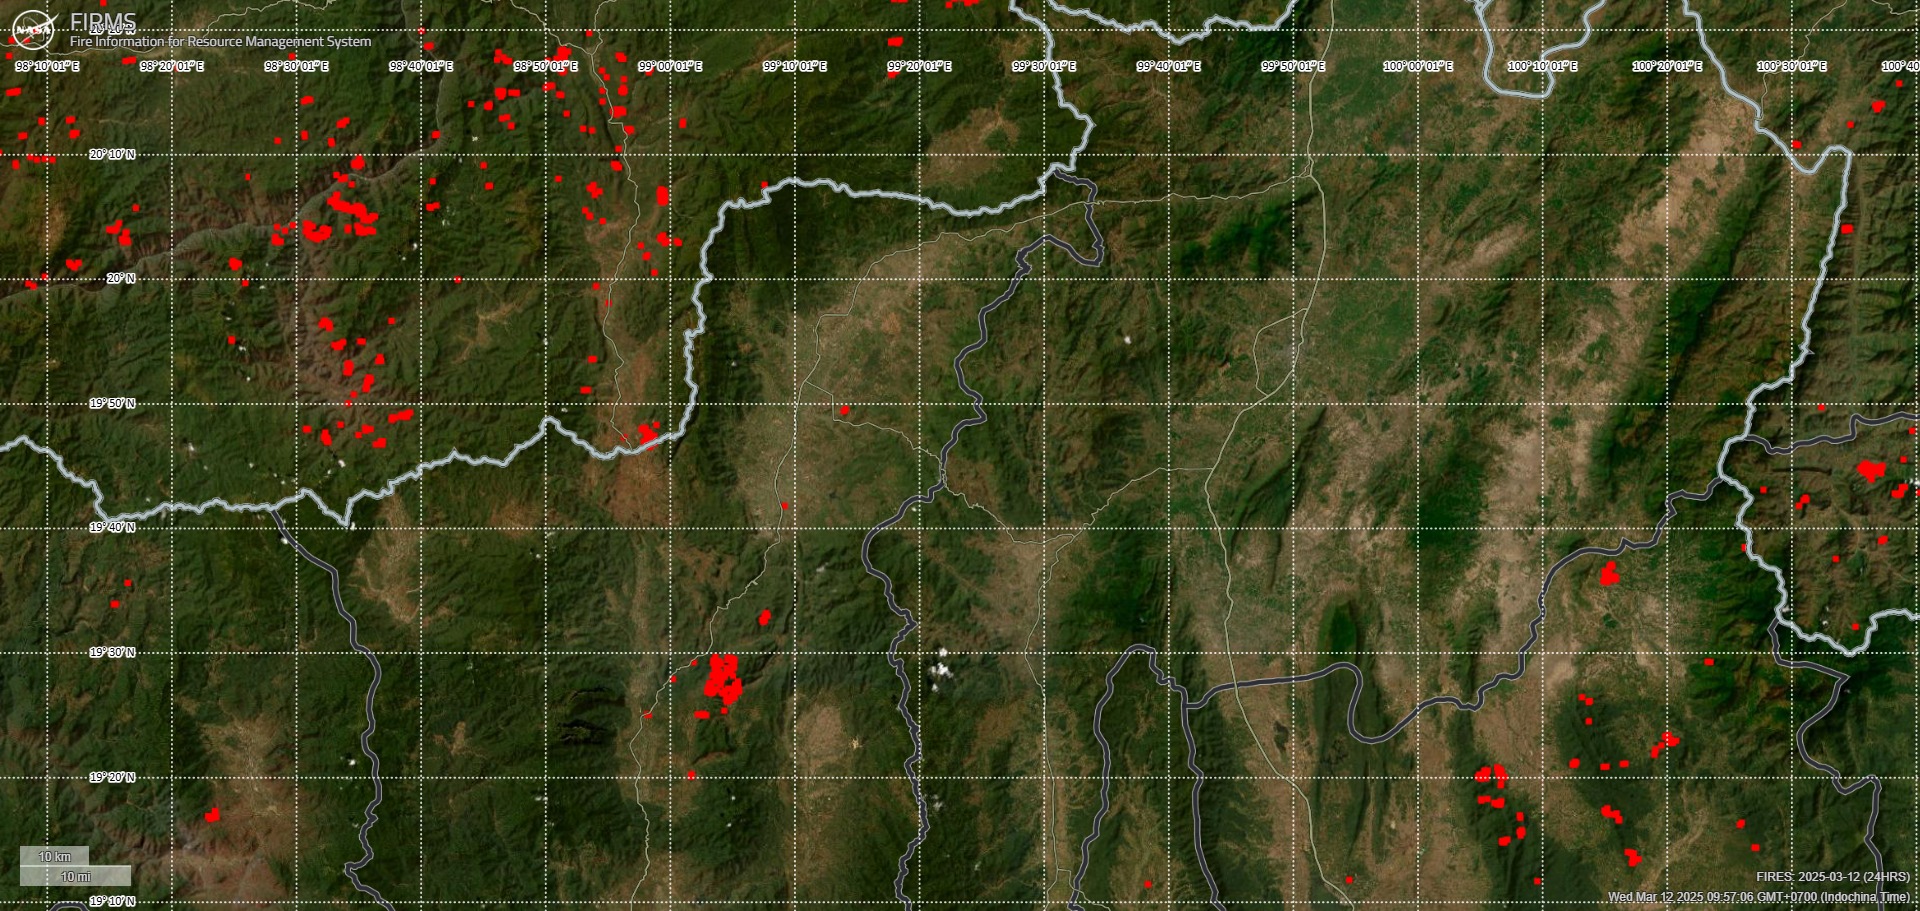 NASA
FIRMS
20°20'N
Fire Information for Resource Management System
98°10'01"E 98°20'01"E 98°30'01"E 98°40'01"E 98°50'01"E 99°00'01"E 99°10'01"E 99°20'01"E 99°30'01"E 99°40'01"E 99°50'01"E 100°00'01"E 100°10'01"E 100°20'01"E 100°30'01"E 100°40
20°10'N
20°N
19°50'N
19°40'N
19°30'N
19°20'N
10 km
10 mi
FIRES: 2025-03-12 (24HRS)
19°10'N
Wed Mar 12 2025 09:57:06 GMT+0700 (Indochina Time)